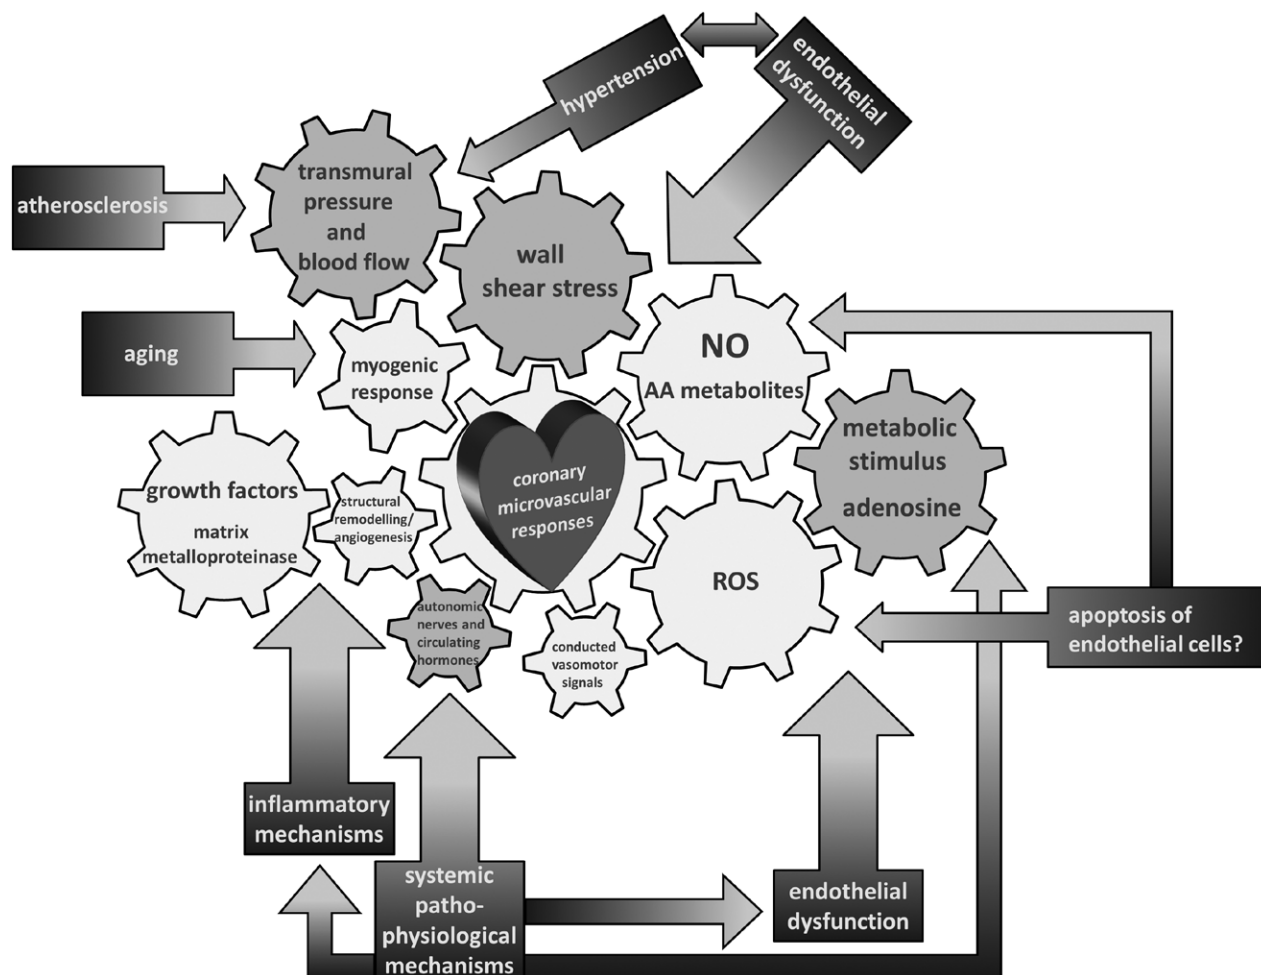 hypertension
endothelial
dysfunction
atherosclerosis
transmural
pressure
and
blood flow
wall
shear stress
aging
myogenic
response
NO
AA metabolites
metabolic
stimulus
adenosine
growth factors
matrix
metalloproteinase
structural
remodelling/
angiogenesis
coronary
microvascular
responses
ROS
autonomic
nerves and
circulating
hormones
conducted
vasomotor
signals
apoptosis of
endothelial cells?
inflammatory
mechanisms
systemic
patho-
physiological
mechanisms
endothelial
dysfunction